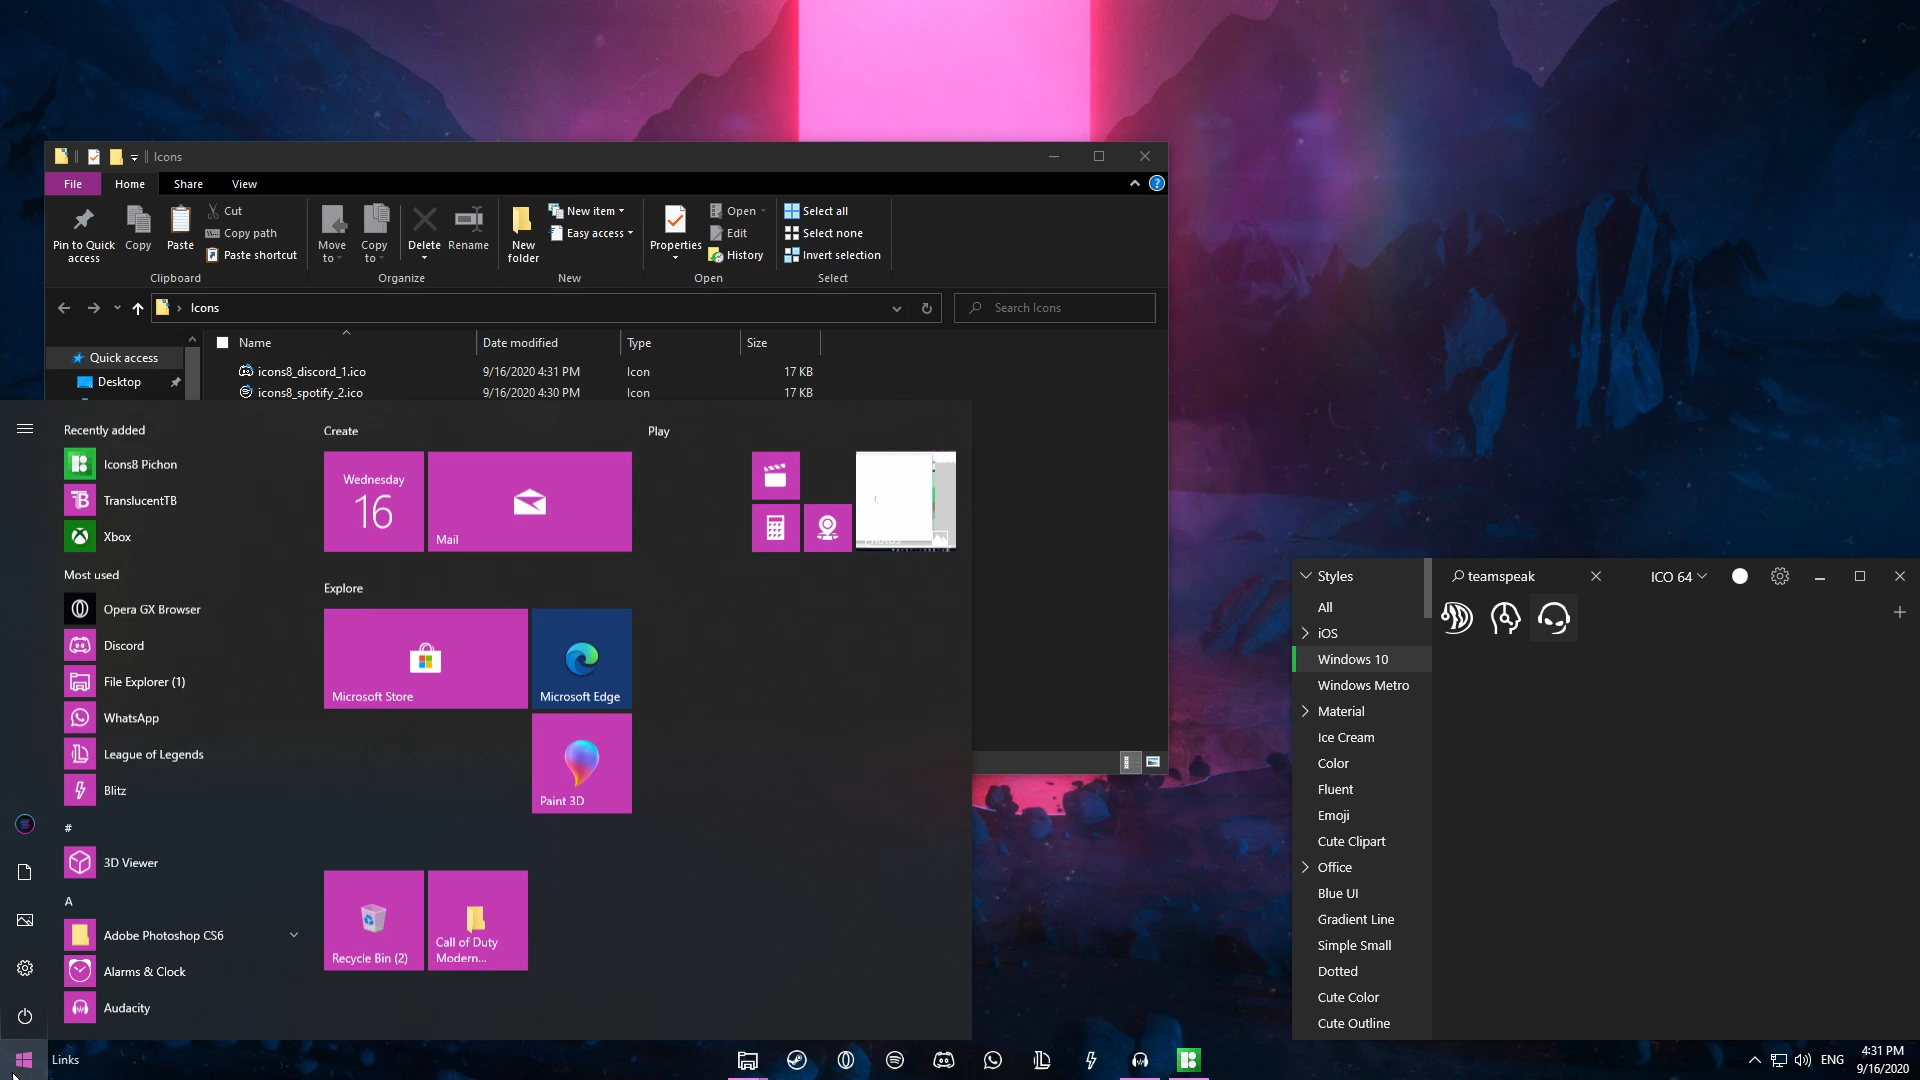 Icons
File Home Share View
Pin to Quick access
Copy
Paste
Cut
Copy path
Paste shortcut
Clipboard
Move to
Copy to
Delete
Rename
Organize
New folder
New item
Easy access
New
Properties
Open
Edit
History
Open
Select all
Select none
Invert selection
Select
Icons
Search Icons
Quick access
Desktop
Name Date modified Type Size
icons8_discord_1.ico 9/16/2020 4:31 PM Icon 17 KB
icons8_spotify_2.ico 9/16/2020 4:30 PM Icon 17 KB
Recently added
Icons8 Pichon
TranslucentTB
Xbox
Most used
Opera GX Browser
Discord
File Explorer (1)
WhatsApp
League of Legends
Blitz
#
3D Viewer
A
Adobe Photoshop CS6
Alarms & Clock
Audacity
Create
Wednesday
16
Mail
Explore
Microsoft Store
Microsoft Edge
Paint 3D
Recycle Bin (2)
Call of Duty
Modern...
Play
Photos
Styles
All
iOS
Windows 10
Windows Metro
Material
Ice Cream
Color
Fluent
Emoji
Cute Clipart
Office
Blue UI
Gradient Line
Simple Small
Dotted
Cute Color
Cute Outline
teamspeak
ICO 64
Links
ENG
4:31 PM
9/16/2020